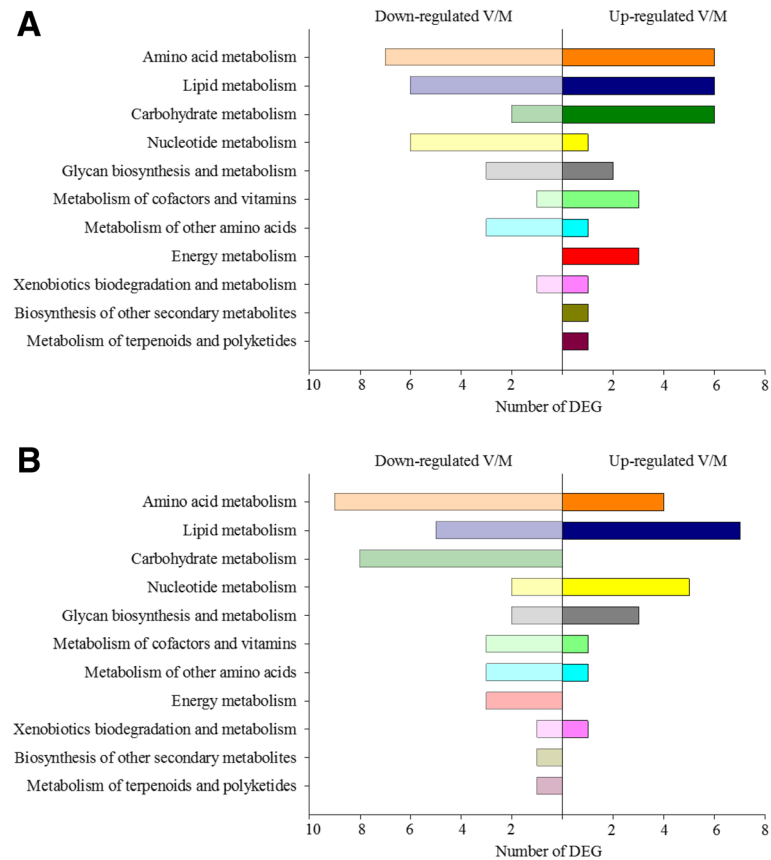 A
Down-regulated V/M Up-regulated V/M
Amino acid metabolism
Lipid metabolism
Carbohydrate metabolism
Nucleotide metabolism
Glycan biosynthesis and metabolism
Metabolism of cofactors and vitamins
Metabolism of other amino acids
Energy metabolism
Xenobiotics biodegradation and metabolism
Biosynthesis of other secondary metabolites
Metabolism of terpenoids and polyketides
10 8 6 4 2 2 4 6 8
Number of DEG
B
Down-regulated V/M Up-regulated V/M
Amino acid metabolism
Lipid metabolism
Carbohydrate metabolism
Nucleotide metabolism
Glycan biosynthesis and metabolism
Metabolism of cofactors and vitamins
Metabolism of other amino acids
Energy metabolism
Xenobiotics biodegradation and metabolism
Biosynthesis of other secondary metabolites
Metabolism of terpenoids and polyketides
10 8 6 4 2 2 4 6 8
Number of DEG